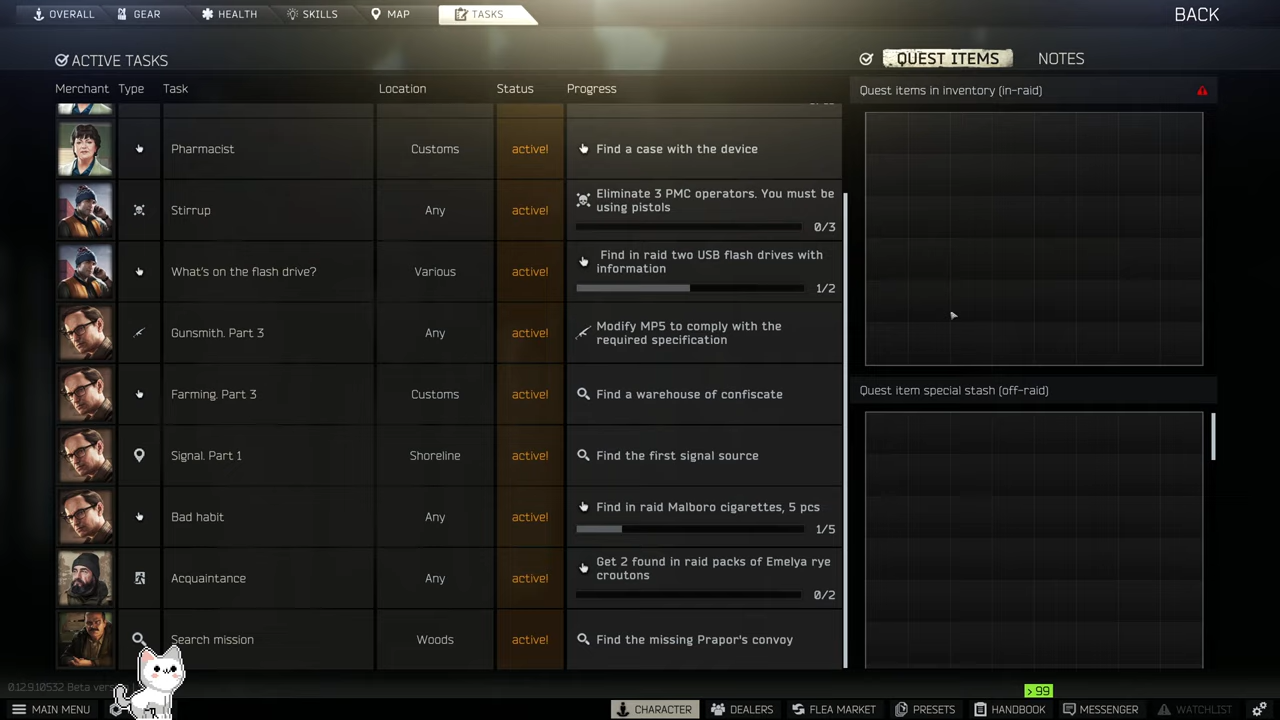 OVERALL
GEAR
HEALTH
SKILLS
MAP
TASKS
BACK
ACTIVE TASKS
QUEST ITEMS
NOTES
Merchant Type Task Location Status Progress
Quest items in inventory (in-raid)
Pharmacist Customs active! Find a case with the device
Stirrup Any active! Eliminate 3 PMC operators. You must be
using pistols
0/3
What's on the flash drive? Various active! Find in raid two USB flash drives with
information
1/2
Gunsmith. Part 3 Any active! Modify MP5 to comply with the
required specification
Farming. Part 3 Customs active! Find a warehouse of confiscate
Quest item special stash (off-raid)
Signal. Part 1 Shoreline active! Find the first signal source
Bad habit Any active! Find in raid Malboro cigarettes, 5 pcs
1/5
Acquaintance Any active! Get 2 found in raid packs of Emelya rye
croutons
0/2
Search mission Woods active! Find the missing Prapor's convoy
0.12.9.10532 Beta
> 99
MAIN MENU
CHARACTER
DEALERS
FLEA MARKET
PRESETS
HANDBOOK
MESSENGER
WATCHLIST